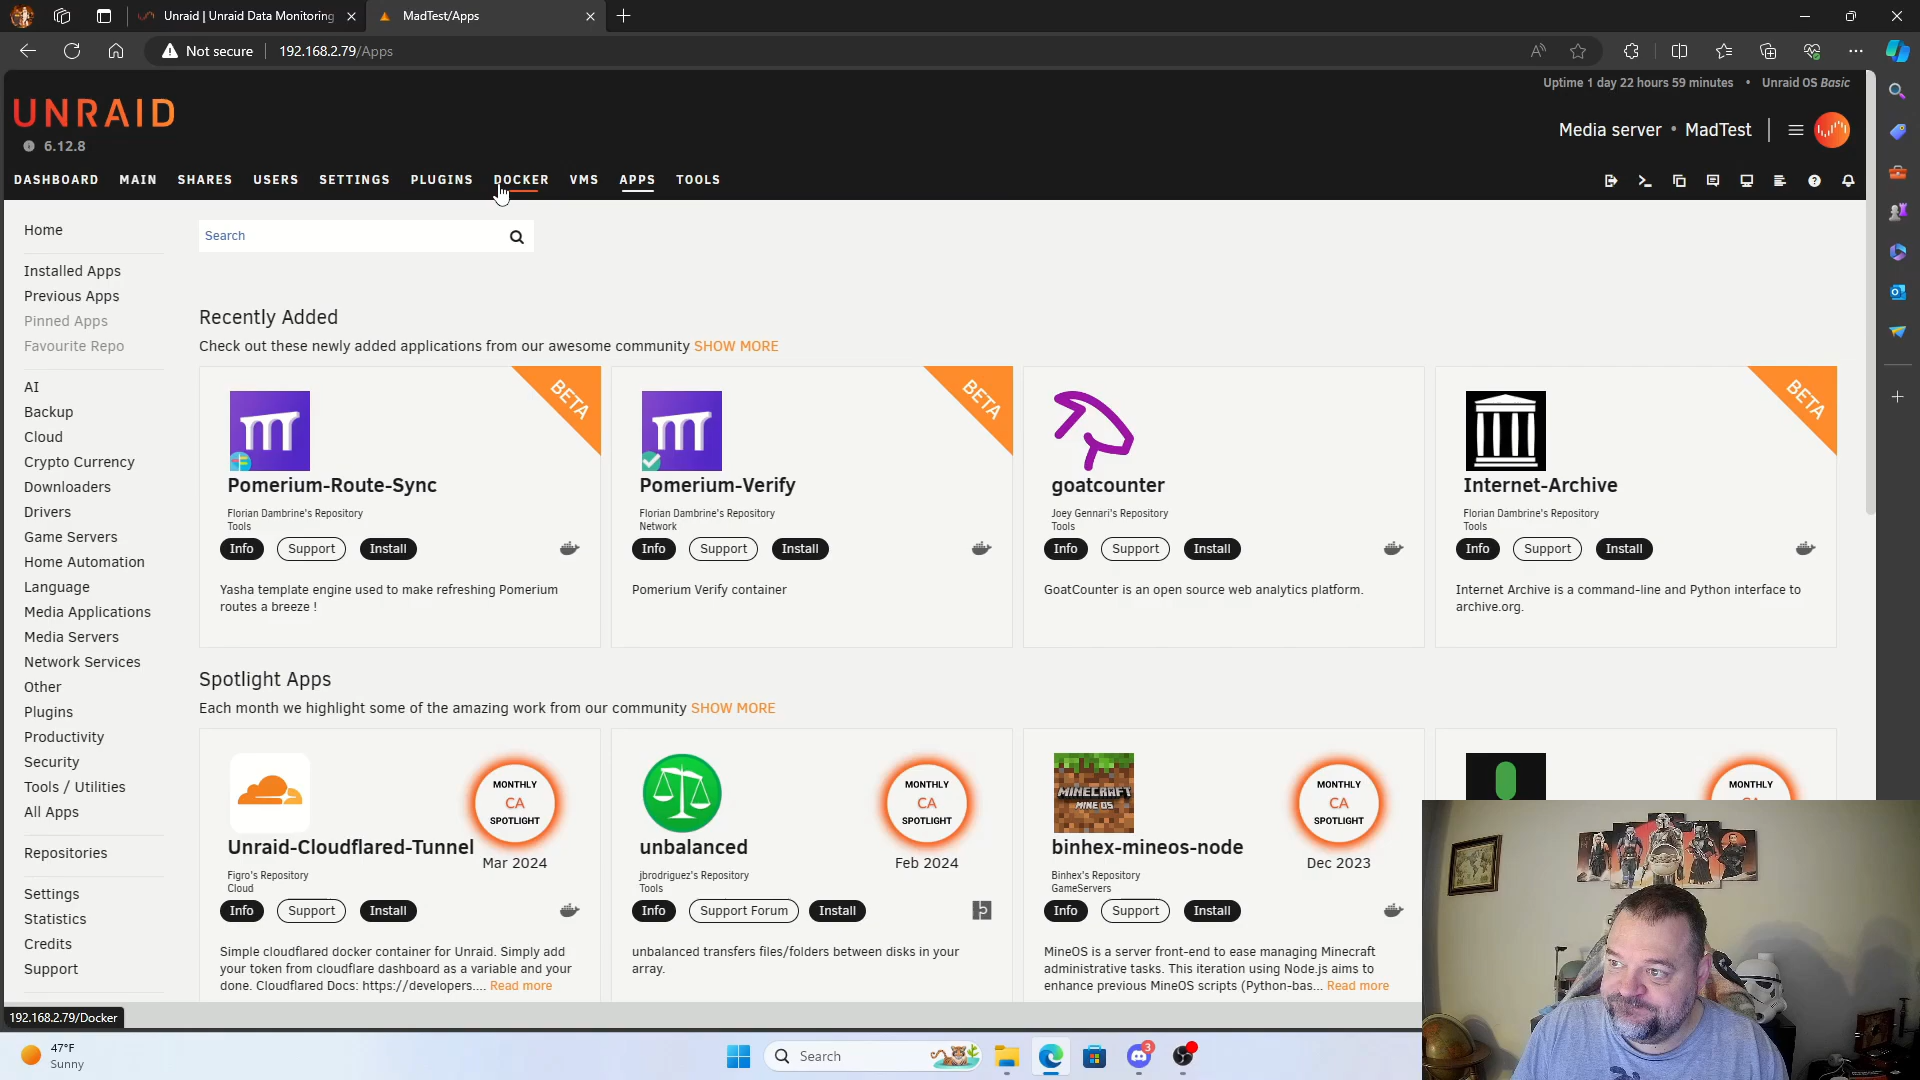 Unraid | Unraid Data Monitoring
MadTest/Apps
Not secure
192.168.2.79/Apps
Uptime 1 day 22 hours 59 minutes • Unraid OS Basic
UNRAID
6.12.8
Media server • MadTest
DASHBOARD MAIN SHARES USERS SETTINGS PLUGINS DOCKER VMS APPS TOOLS
Home
Installed Apps
Previous Apps
Pinned Apps
Favourite Repo
AI
Backup
Cloud
Crypto Currency
Downloaders
Drivers
Game Servers
Home Automation
Language
Media Applications
Media Servers
Network Services
Other
Plugins
Productivity
Security
Tools / Utilities
All Apps
Repositories
Settings
Statistics
Credits
Support
Search
Recently Added
Check out these newly added applications from our awesome community SHOW MORE
BETA
Pomerium-Route-Sync
Florian Dambrine's Repository
Tools
Info Support Install
Yasha template engine used to make refreshing Pomerium
routes a breeze !
BETA
Pomerium-Verify
Florian Dambrine's Repository
Network
Info Support Install
Pomerium Verify container
goatcounter
Joey Gennari's Repository
Tools
Info Support Install
GoatCounter is an open source web analytics platform.
BETA
Internet-Archive
Florian Dambrine's Repository
Tools
Info Support Install
Internet Archive is a command-line and Python interface to
archive.org.
Spotlight Apps
Each month we highlight some of the amazing work from our community SHOW MORE
MONTHLY
CA
SPOTLIGHT
Mar 2024
Unraid-Cloudflared-Tunnel
Figro's Repository
Cloud
Info Support Install
Simple cloudflared docker container for Unraid. Simply add
your token from cloudflare dashboard as a variable and your
done. Cloudflared Docs: https://developers.... Read more
MONTHLY
CA
SPOTLIGHT
Feb 2024
unbalanced
jbrodriguez's Repository
Tools
Info Support Forum Install
unbalanced transfers files/folders between disks in your
array.
MINECRAFT
MINE OS
MONTHLY
CA
SPOTLIGHT
Dec 2023
binhex-mineos-node
Binhex's Repository
GameServers
Info Support Install
MineOS is a server front-end to ease managing Minecraft
administrative tasks. This iteration using Node.js aims to
enhance previous MineOS scripts (Python-bas... Read more
MONTHLY
192.168.2.79/Docker
47°F
Sunny
Search
3